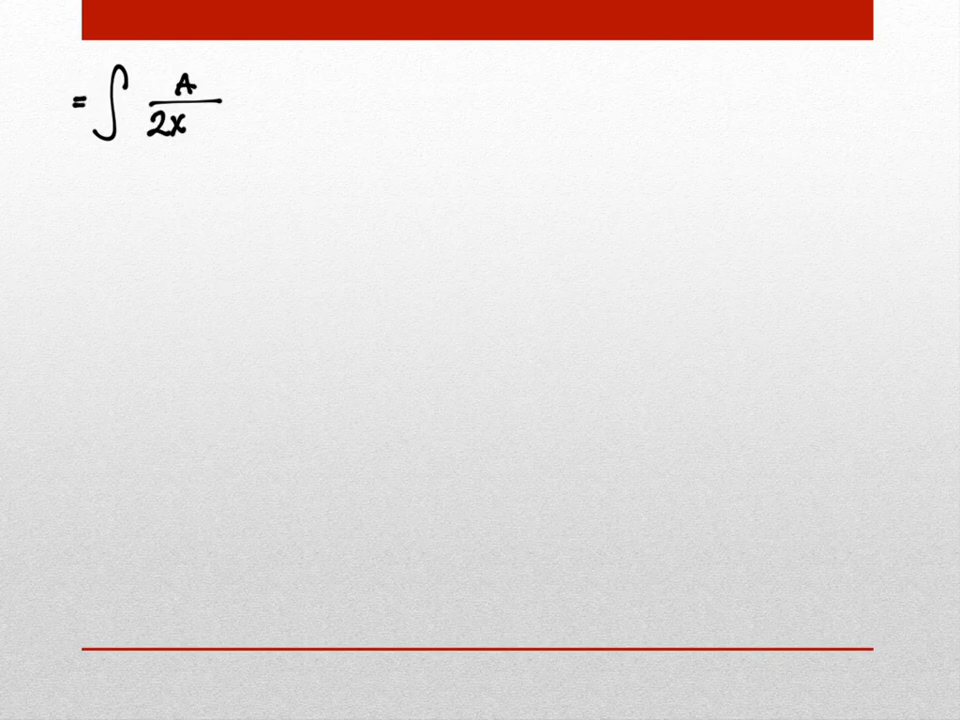 = ∫ A/2x